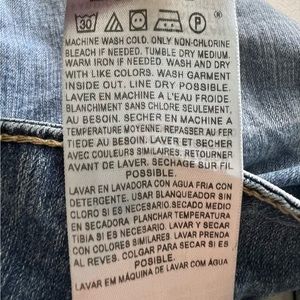 30 P ®
MACHINE WASH COLD. ONLY NON-CHLORINE
BLEACH IF NEEDED. TUMBLE DRY MEDIUM.
WARM IRON IF NEEDED. WASH AND DRY
WITH LIKE COLORS. WASH GARMENT
INSIDE OUT. LINE DRY POSSIBLE.
LAVER EN MACHINE A L'EAU FROIDE.
BLANCHIMENT SANS CHLORE SEULEMENT,
AU BESOIN. SECHER EN MACHINE A
TEMPERATURE MOYENNE. REPASSER AU FER
TIEDE AU BESOIN. LAVER ET SECHER
AVEC COULEURS SIMILAIRES. RETOURNER
AVANT DE LAVER. SECHAGE SUR FIL
POSSIBLE.
LAVAR EN LAVADORA CON AGUA FRIA CON
DETERGENTE. USAR BLANQUEADOR SIN
CLORO SI ES NECESARIO. SECADO MEDIO
EN SECADORA PLANCHAR TEMPERATURA
TIBIA SI ES NECESARIO. LAVAR Y SECAR
CON COLORES SIMILARES. LAVAR PRENDA
AL REVES. COLGAR PARA SECAR SI ES
POSSIBLE.
LAVAR EM MÁQUINA DE LAVAR COM ÁGUA